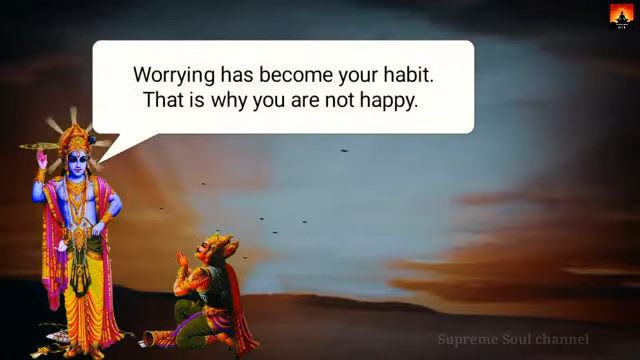 Worrying has become your habit.
That is why you are not happy.
Supreme Soul channel